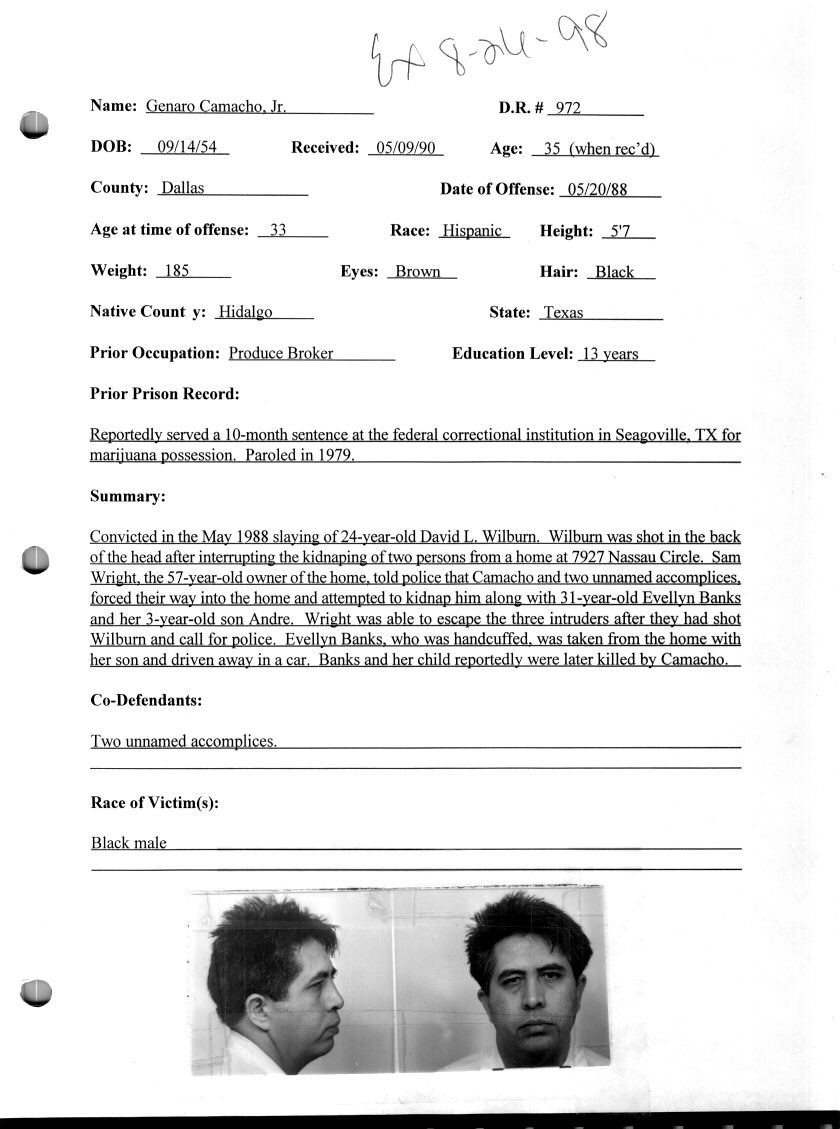 Ex 8-26-98
Name: Genaro Camacho, Jr. D.R. # 972
DOB: 09/14/54 Received: 05/09/90 Age: 35 (when rec'd)
County: Dallas Date of Offense: 05/20/88
Age at time of offense: 33 Race: Hispanic Height: 5'7
Weight: 185 Eyes: Brown Hair: Black
Native Count y: Hidalgo State: Texas
Prior Occupation: Produce Broker Education Level: 13 years
Prior Prison Record:
Reportedly served a 10-month sentence at the federal correctional institution in Seagoville, TX for
marijuana possession. Paroled in 1979.
Summary:
Convicted in the May 1988 slaying of 24-year-old David L. Wilburn. Wilburn was shot in the back
of the head after interrupting the kidnaping of two persons from a home at 7927 Nassau Circle. Sam
Wright, the 57-year-old owner of the home, told police that Camacho and two unnamed accomplices,
forced their way into the home and attempted to kidnap him along with 31-year-old Evellyn Banks
and her 3-year-old son Andre. Wright was able to escape the three intruders after they had shot
Wilburn and call for police. Evellyn Banks, who was handcuffed, was taken from the home with
her son and driven away in a car. Banks and her child reportedly were later killed by Camacho.
Co-Defendants:
Two unnamed accomplices.
Race of Victim(s):
Black male